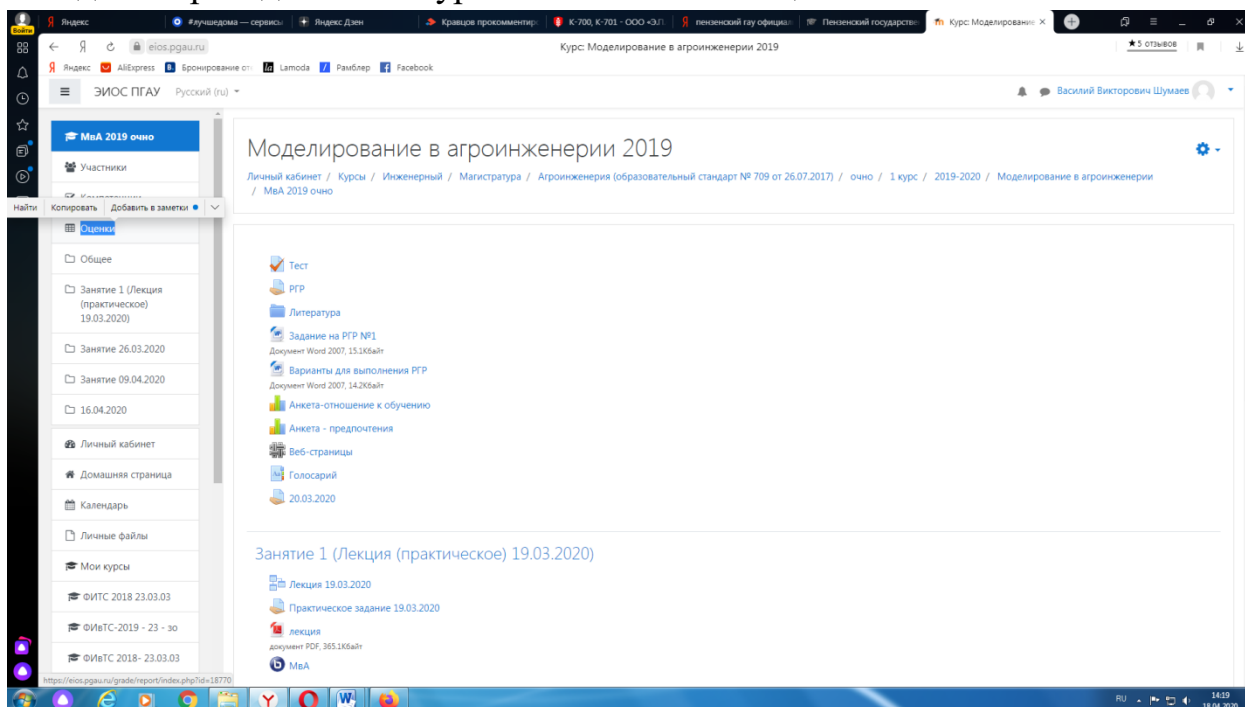 Яндекс
#лучшедома — сервисы
Яндекс Дзен
Кравцов прокомментир
К-700, К-701 - ООО «Э.Л.
пензенский гау официал
Пензенский государстве
Курс: Моделирование
Войти
eios.pgau.ru
Курс: Моделирование в агроинженерии 2019
★5 отзывов
Яндекс
AliExpress
Бронирование от
Lamoda
Рамблер
Facebook
ЭИОС ПГАУ
Русский (ru)
Василий Викторович Шумаев
МвА 2019 очно
Участники
Найти
Копировать
Добавить в заметки
Оценки
Общее
Занятие 1 (Лекция
(практическое)
19.03.2020)
Занятие 26.03.2020
Занятие 09.04.2020
16.04.2020
Личный кабинет
Домашняя страница
Календарь
Личные файлы
Мои курсы
ФИТС 2018 23.03.03
ФИвТС-2019 - 23 - зо
ФИвТС 2018- 23.03.03
Моделирование в агроинженерии 2019
Личный кабинет / Курсы / Инженерный / Магистратура / Агроинженерия (образовательный стандарт № 709 от 26.07.2017) / очно / 1 курс / 2019-2020 / Моделирование в агроинженерии
/ МвА 2019 очно
Тест
РГР
Литература
Задание на РГР №1
Документ Word 2007, 15.1Кбайт
Варианты для выполнения РГР
Документ Word 2007, 14.2Кбайт
Анкета-отношение к обучению
Анкета - предпочтения
Веб-страницы
Голосарий
20.03.2020
Занятие 1 (Лекция (практическое) 19.03.2020)
Лекция 19.03.2020
Практическое задание 19.03.2020
лекция
документ PDF, 365.1Кбайт
МвА
https://eios.pgau.ru/grade/report/index.php?id=18770
RU
14:19
18.04.2020